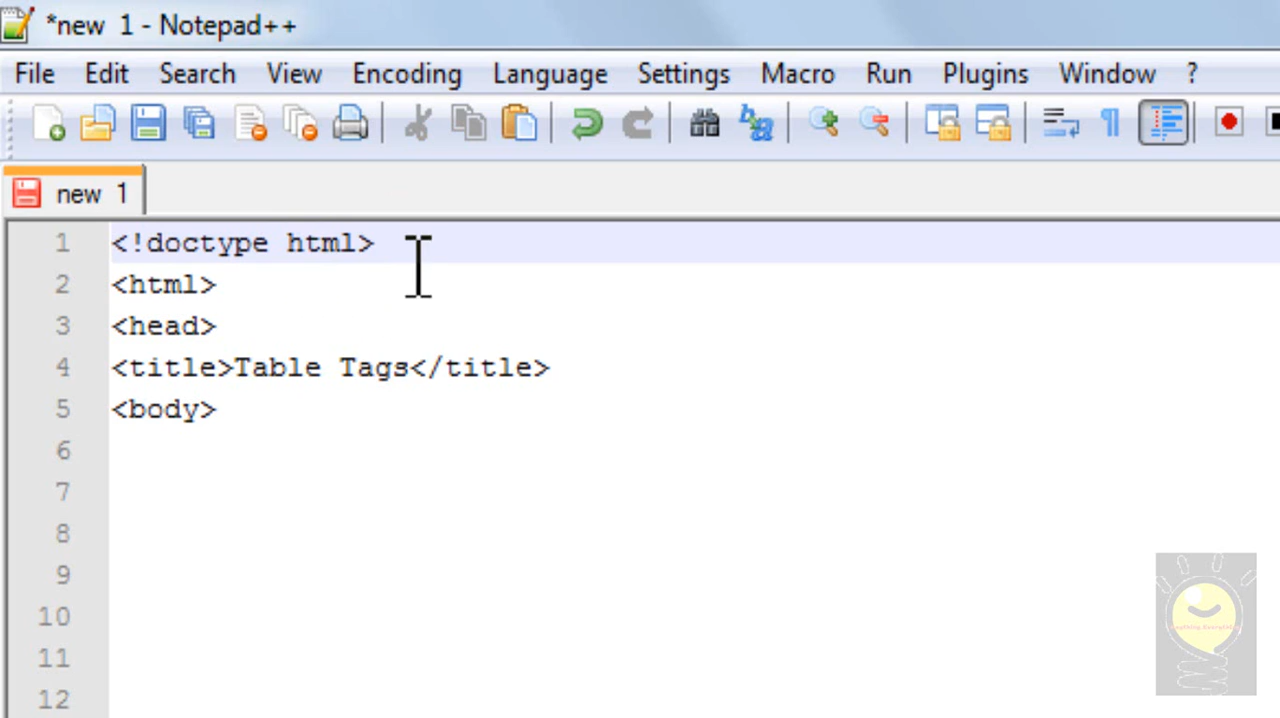 *new 1 - Notepad++
File Edit Search View Encoding Language Settings Macro Run Plugins Window ?
new 1
1 <!doctype html>
2 <html>
3 <head>
4 <title>Table Tags</title>
5 <body>
6
7
8
9
10
11
12